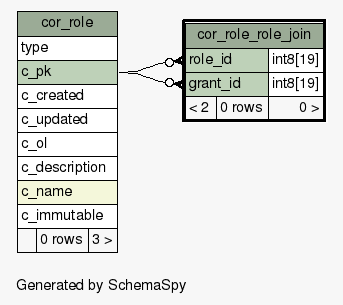 cor_role
type
c_pk
c_created
c_updated
c_ol
c_description
c_name
c_immutable
0 rows 3 >
cor_role_role_join
role_id int8[19]
grant_id int8[19]
< 2 0 rows 0 >
Generated by SchemaSpy